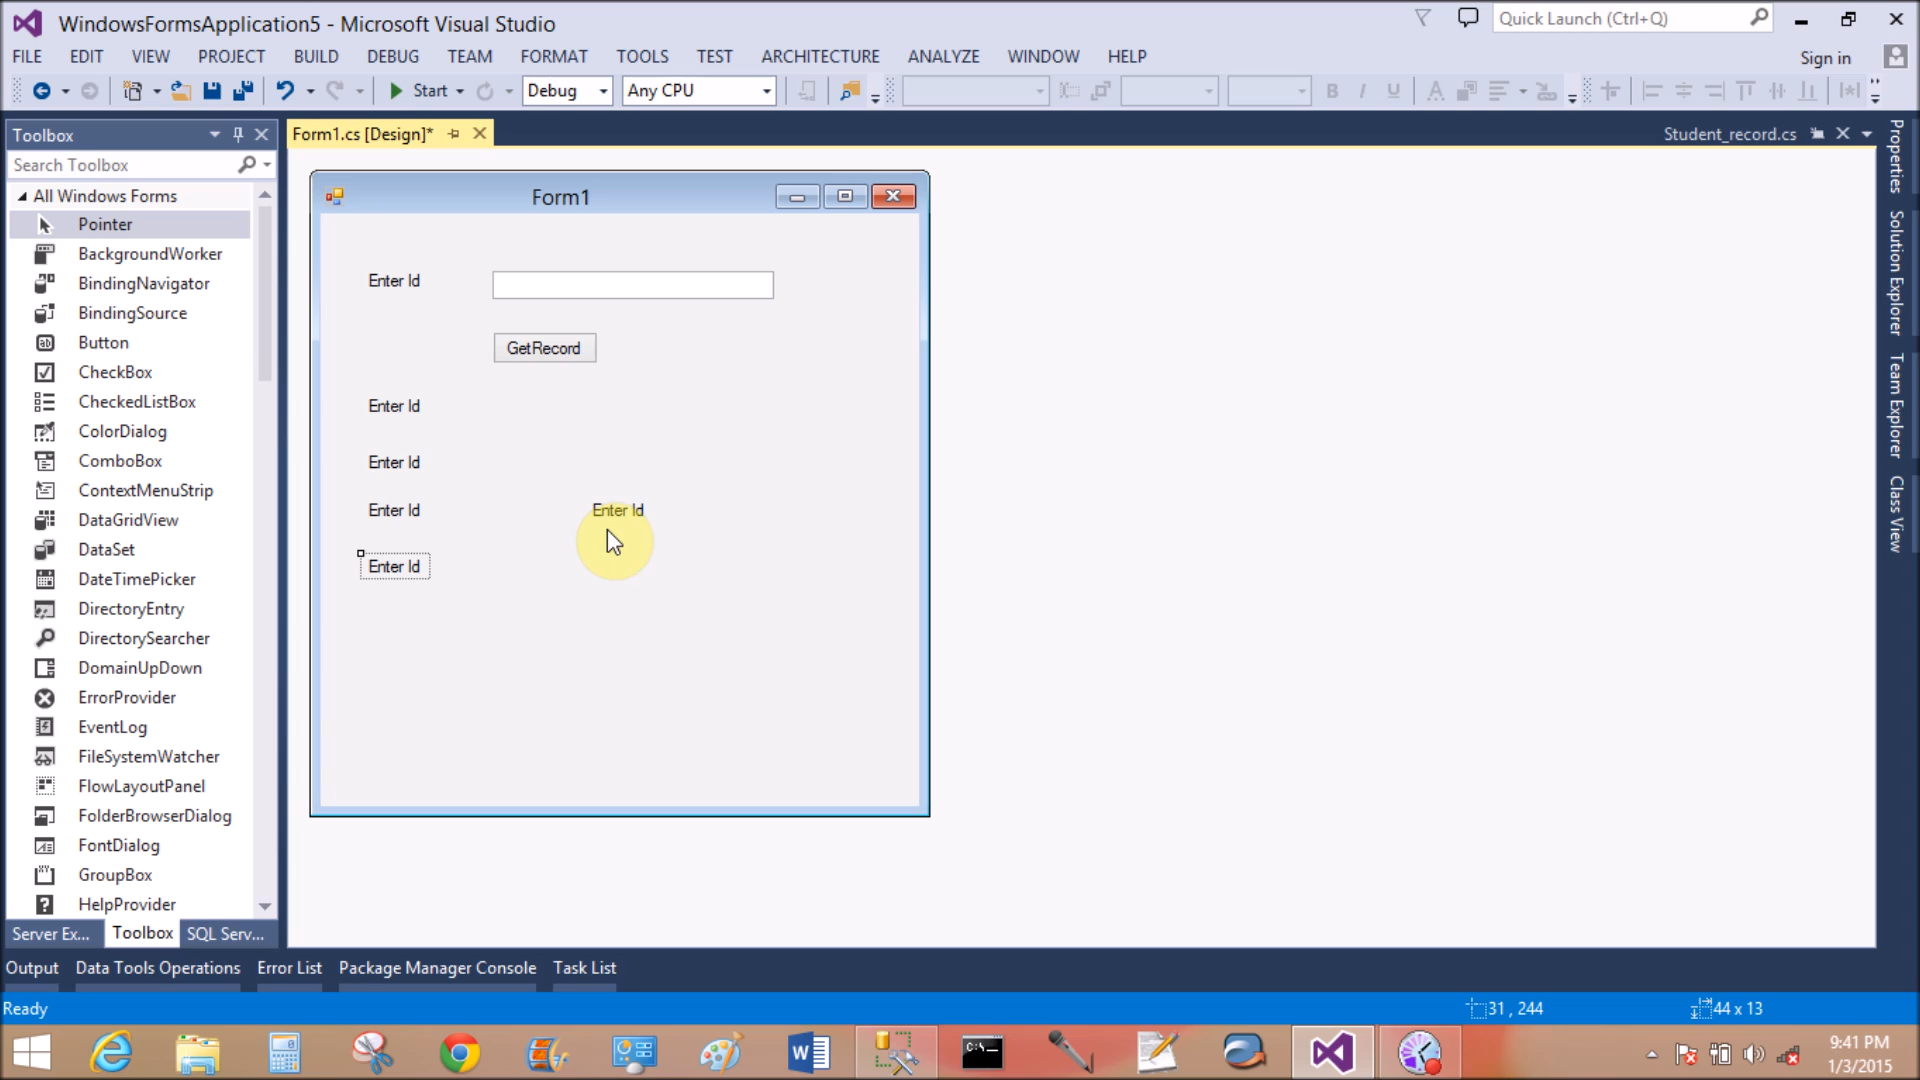 WindowsFormsApplication5 - Microsoft Visual Studio
Quick Launch (Ctrl+Q)
FILE EDIT VIEW PROJECT BUILD DEBUG TEAM FORMAT TOOLS TEST ARCHITECTURE ANALYZE WINDOW HELP
Sign in
Start Debug Any CPU
B I U A
Toolbox
Form1.cs [Design]*
Student_record.cs
Search Toolbox
All Windows Forms
Pointer
BackgroundWorker
BindingNavigator
BindingSource
Button
CheckBox
CheckedListBox
ColorDialog
ComboBox
ContextMenuStrip
DataGridView
DataSet
DateTimePicker
DirectoryEntry
DirectorySearcher
DomainUpDown
ErrorProvider
EventLog
FileSystemWatcher
FlowLayoutPanel
FolderBrowserDialog
FontDialog
GroupBox
HelpProvider
Form1
Enter Id
GetRecord
Enter Id
Enter Id
Enter Id Enter Id
Enter Id
Properties
Solution Explorer
Team Explorer
Class View
Server Ex... Toolbox SQL Serv...
Output Data Tools Operations Error List Package Manager Console Task List
Ready
31 , 244
44 x 13
9:41 PM
1/3/2015